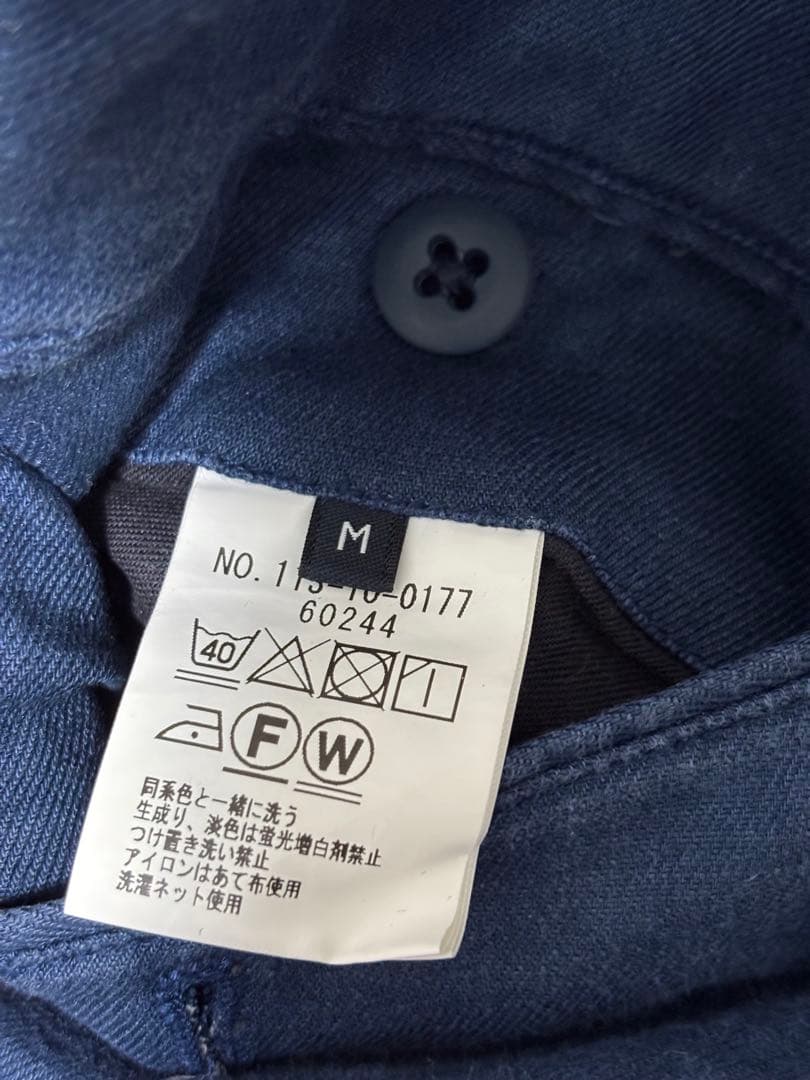 M
NO. 113-10-0177
60244
40
F W
同系色と一緒に洗う
生成り、淡色は蛍光増白剤禁止
つけ置き洗い禁止
アイロンはあて布使用
洗濯ネット使用